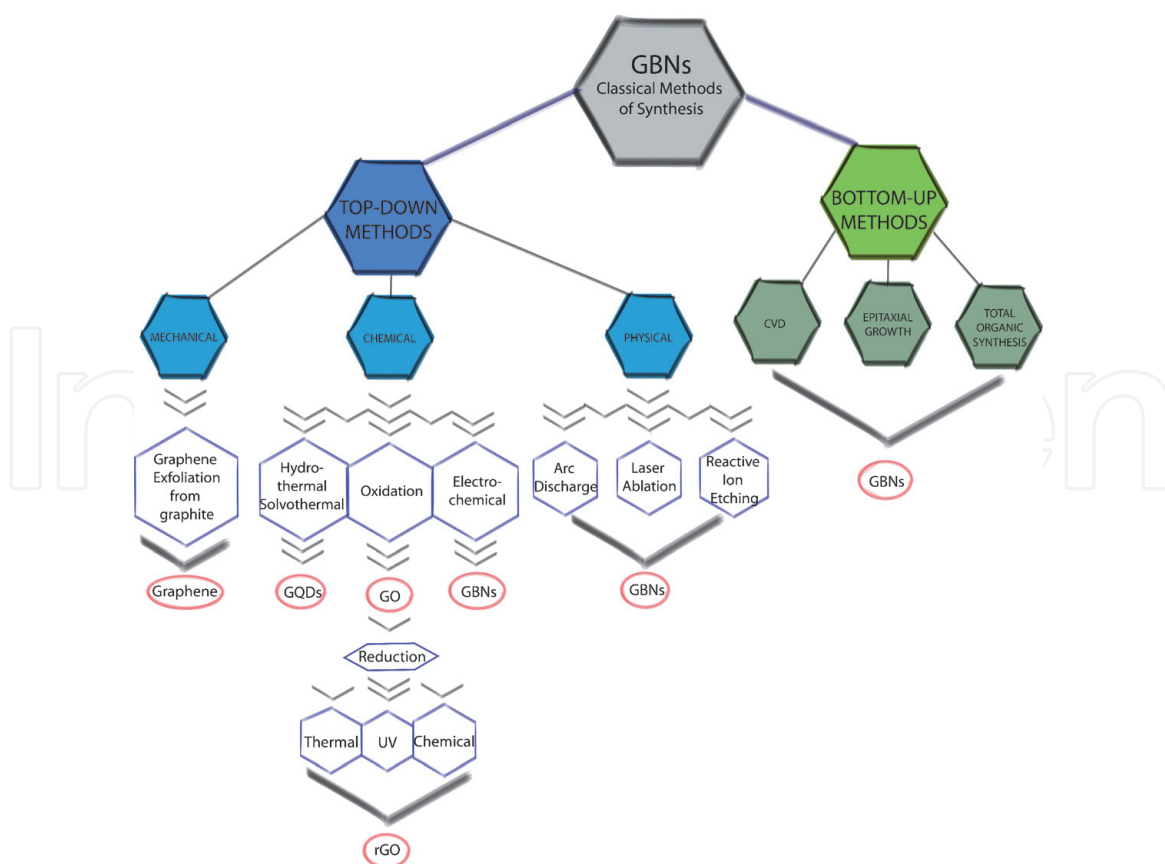 GBNs
Classical Methods
of Synthesis
TOP-DOWN
METHODS
BOTTOM-UP
METHODS
MECHANICAL
CHEMICAL
PHYSICAL
CVD
EPITAXIAL
GROWTH
TOTAL
ORGANIC
SYNTHESIS
Graphene
Exfoliation
from
graphite
Hydro-
thermal
Solvothermal
Oxidation
Electro-
chemical
Arc
Discharge
Laser
Ablation
Reactive
Ion
Etching
GBNs
Graphene
GQDs
GO
GBNs
GBNs
Reduction
Thermal
UV
Chemical
rGO